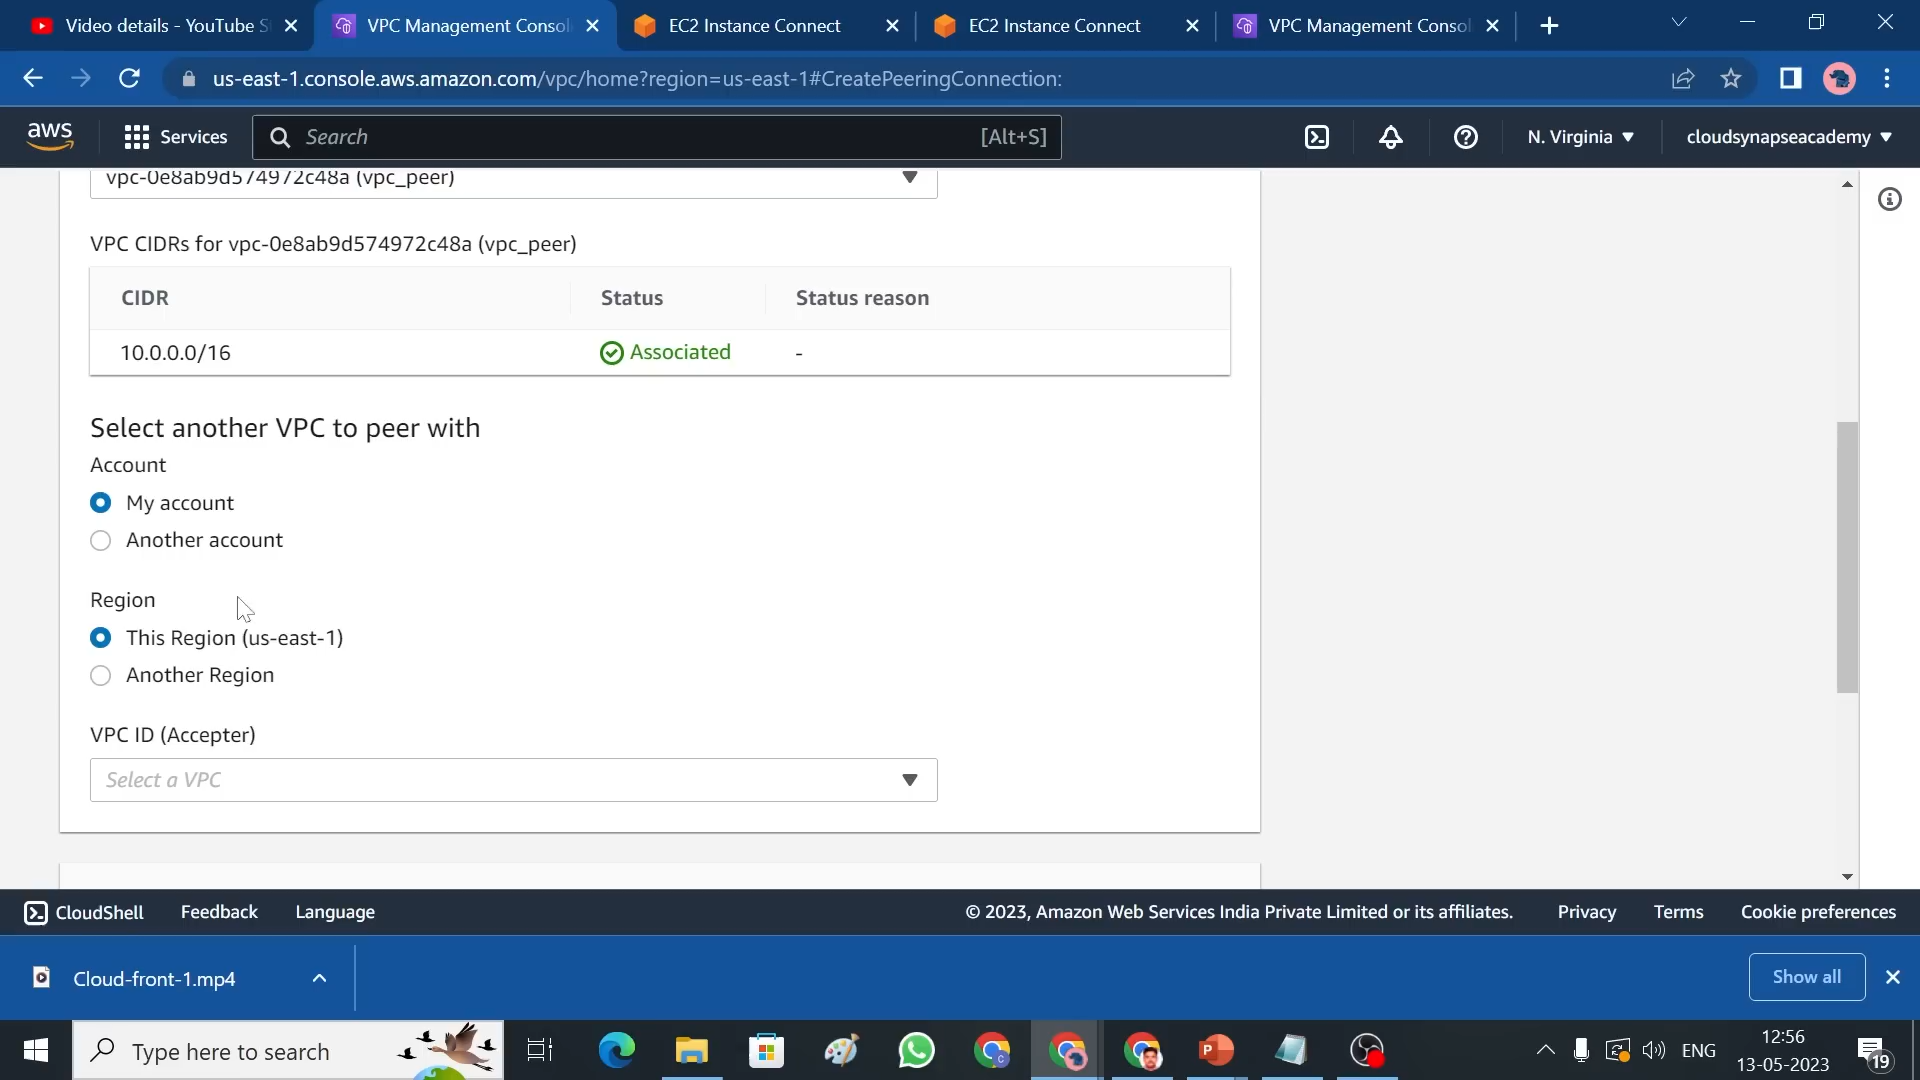 Video details - YouTube S
VPC Management Consol
EC2 Instance Connect
EC2 Instance Connect
VPC Management Consol
us-east-1.console.aws.amazon.com/vpc/home?region=us-east-1#CreatePeeringConnection:
aws
Services
Search
[Alt+S]
N. Virginia
cloudsynapseacademy
vpc-0e8ab9d574972c48a (vpc_peer)
VPC CIDRs for vpc-0e8ab9d574972c48a (vpc_peer)
CIDR Status Status reason
10.0.0.0/16 Associated -
Select another VPC to peer with
Account
My account
Another account
Region
This Region (us-east-1)
Another Region
VPC ID (Accepter)
Select a VPC
CloudShell Feedback Language © 2023, Amazon Web Services India Private Limited or its affiliates. Privacy Terms Cookie preferences
Cloud-front-1.mp4
Show all
Type here to search
ENG
12:56
13-05-2023
19